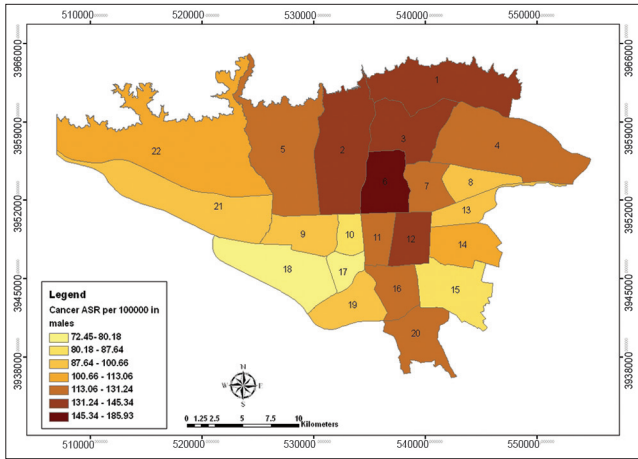 510000 520000 530000 540000 550000
3966000 3966000
1
3959000 3959000
3
4
5 2
22
6 7 8
3952000 3952000
21 13
9 10 11 12 14
18 17
3945000 3945000
16 15
19
20
3938000 3938000
Legend
Cancer ASR per 100000 in
males
72.45- 80.18
80.18 - 87.64
87.64 - 100.66
100.66 - 113.06
113.06 - 131.24
131.24 - 145.34
145.34 - 185.93
N
S
0 1.25 2.5 5 7.5 10
Kilometers
510000 520000 530000 540000 550000